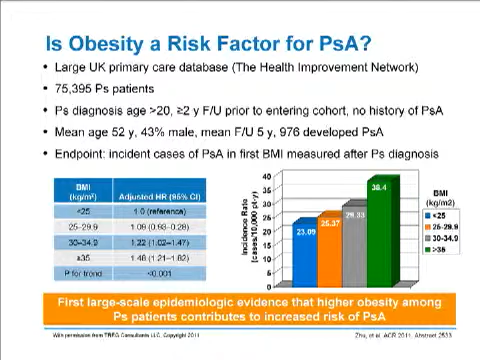 Is Obesity a Risk Factor for PsA?
• Large UK primary care database (The Health Improvement Network)
• 75,395 Ps patients
• Ps diagnosis age >20, ≥2 y F/U prior to entering cohort, no history of PsA
• Mean age 52 y, 43% male, mean F/U 5 y, 976 developed PsA
• Endpoint: incident cases of PsA in first BMI measured after Ps diagnosis
BMI (kg/m²) Adjusted HR (95% CI)
<25 1.0 (reference)
25–29.9 1.09 (0.93–0.28)
30–34.9 1.22 (1.02–1.47)
≥35 1.48 (1.21–1.82)
P for trend <0.001
Incidence Rate
(cases/10,000 pt-y)
40
35
30
25
20
15
10
5
0
23.09
25.37
29.33
38.4
BMI
(kg/m2)
<25
25-29.9
30-34.9
>35
First large-scale epidemiologic evidence that higher obesity among
Ps patients contributes to increased risk of PsA
With permission from TREG Consultants LLC. Copyright 2011
Zhu, et al. ACR 2011. Abstract 2533